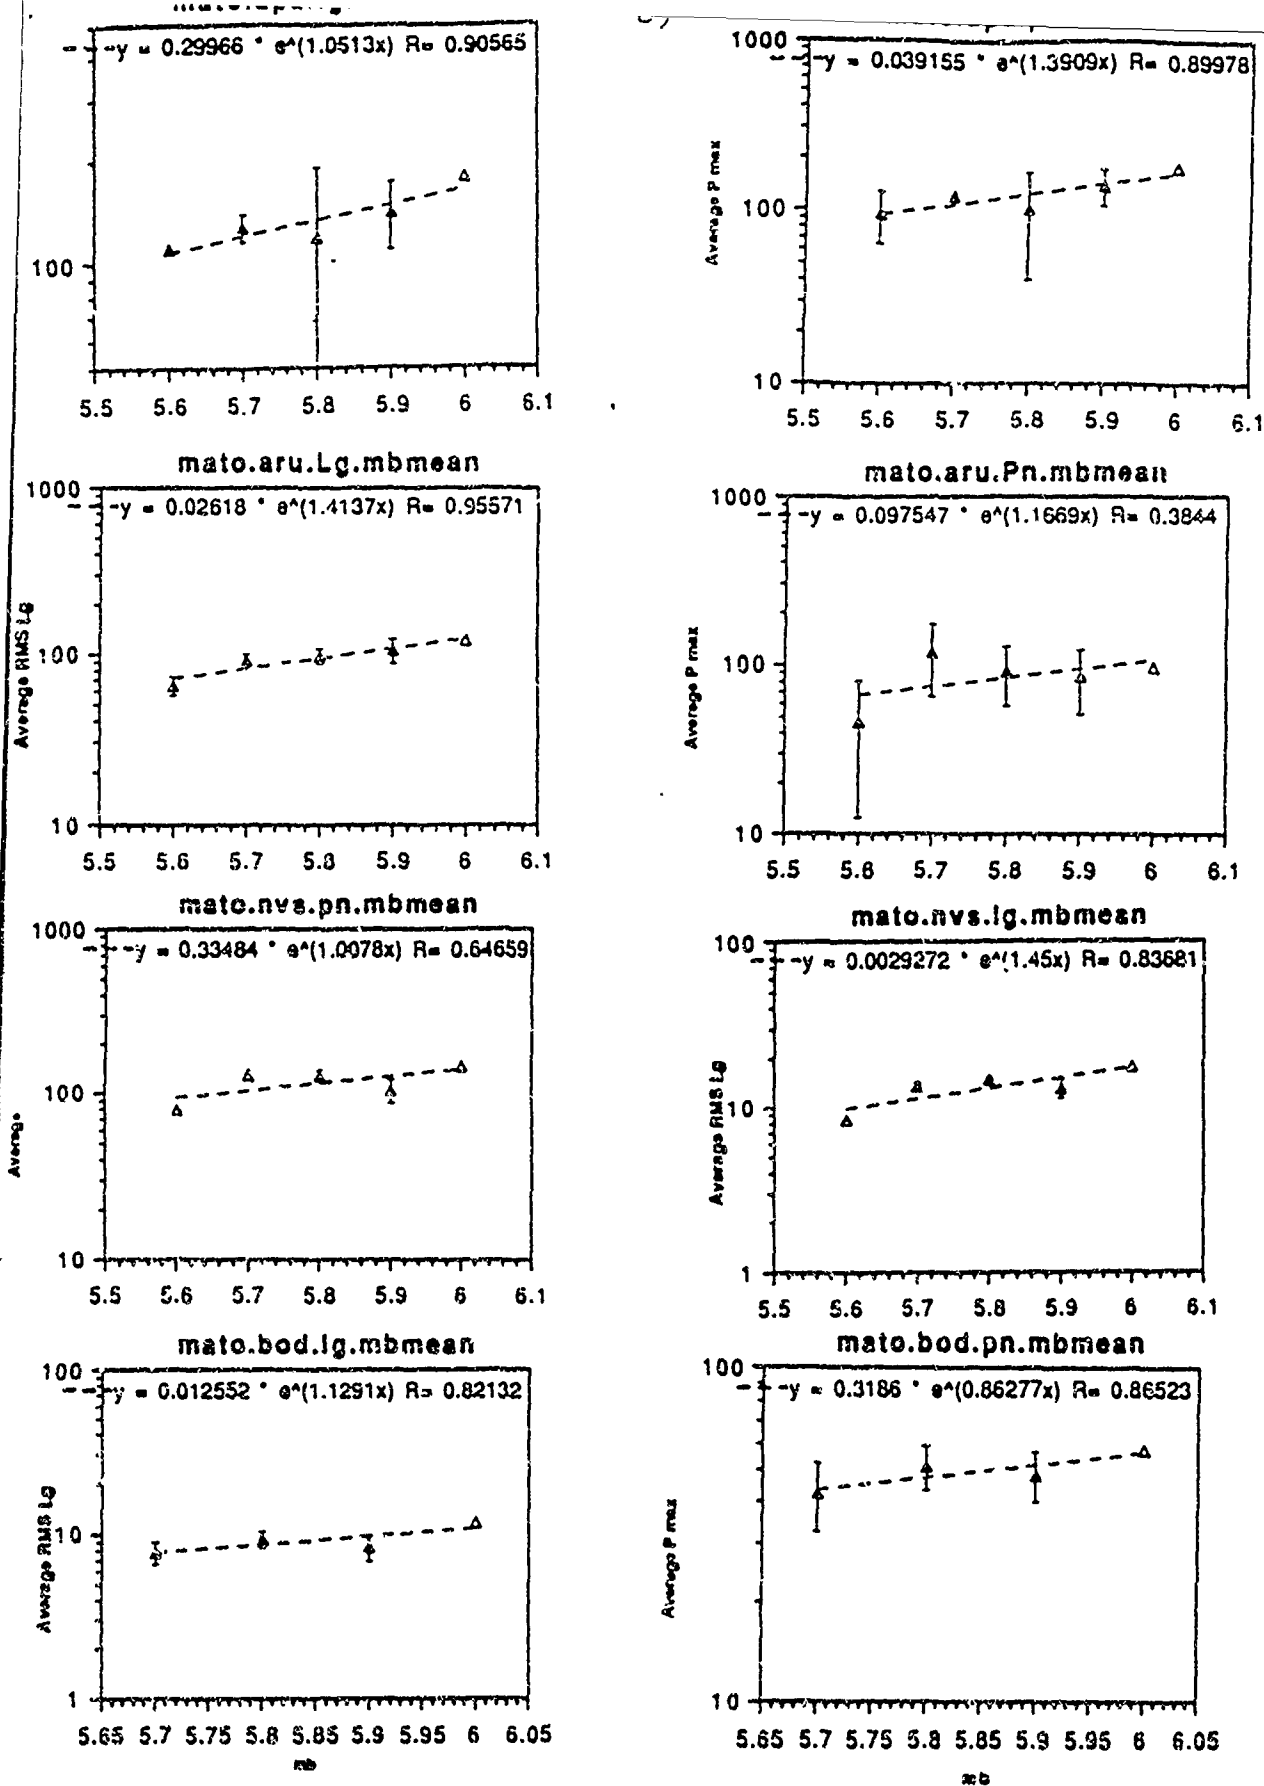 y = 0.29966 * e^(1.0513x) R= 0.90565
100
5.5 5.6 5.7 5.8 5.9 6 6.1
1000
y = 0.039155 * e^(1.3909x) R= 0.89978
Average P max
100
10
5.5 5.6 5.7 5.8 5.9 6 6.1
mato.aru.Lg.mbmean
1000
y = 0.02618 * e^(1.4137x) R= 0.95571
Average RMS Lg
100
10
5.5 5.6 5.7 5.8 5.9 6 6.1
mato.aru.Pn.mbmean
1000
y = 0.097547 * e^(1.1669x) R= 0.3844
Average P max
100
10
5.5 5.6 5.7 5.8 5.9 6 6.1
mato.nvs.pn.mbmean
1000
y = 0.33484 * e^(1.0078x) R= 0.64659
Average
100
10
5.5 5.6 5.7 5.8 5.9 6 6.1
mato.nvs.lg.mbmean
100
y = 0.0029272 * e^(1.45x) R= 0.83681
Average RMS Lg
10
1
5.5 5.6 5.7 5.8 5.9 6 6.1
mato.bod.lg.mbmean
100
y = 0.012552 * e^(1.1291x) R= 0.82132
Average RMS Lg
10
1
5.65 5.7 5.75 5.8 5.85 5.9 5.95 6 6.05
mb
mato.bod.pn.mbmean
100
y = 0.3186 * e^(0.86277x) R= 0.86523
Average P max
10
5.65 5.7 5.75 5.8 5.85 5.9 5.95 6 6.05
mb